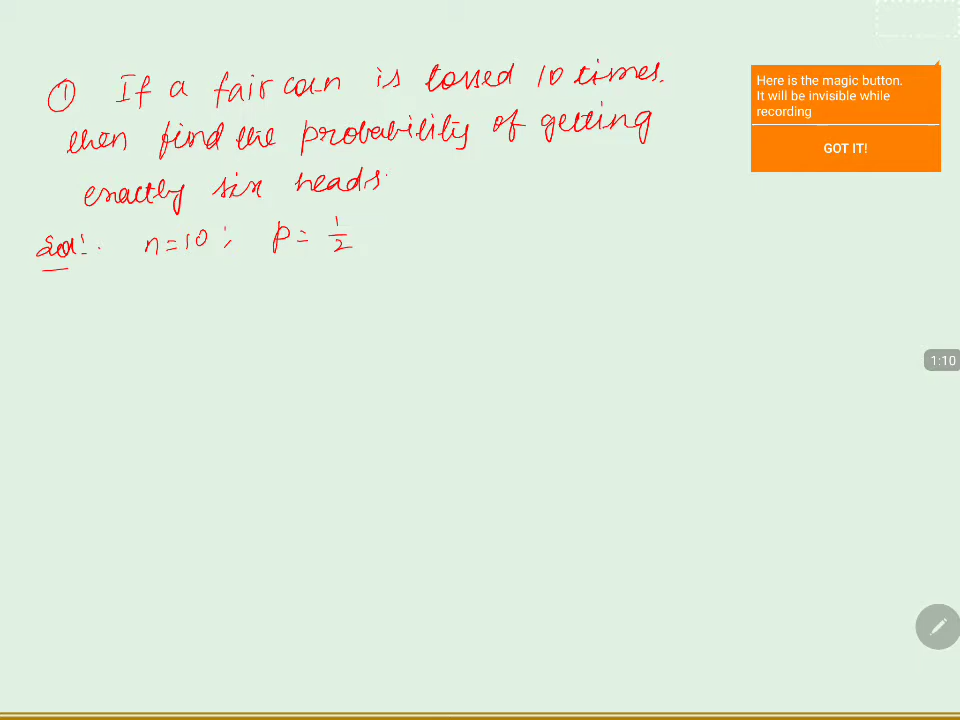 ① If a fair coin is tossed 10 times.
then find the probability of getting
exactly six heads.
Sol:. n=10; p= 1/2
Here is the magic button.
It will be invisible while
recording
GOT IT!
1:10